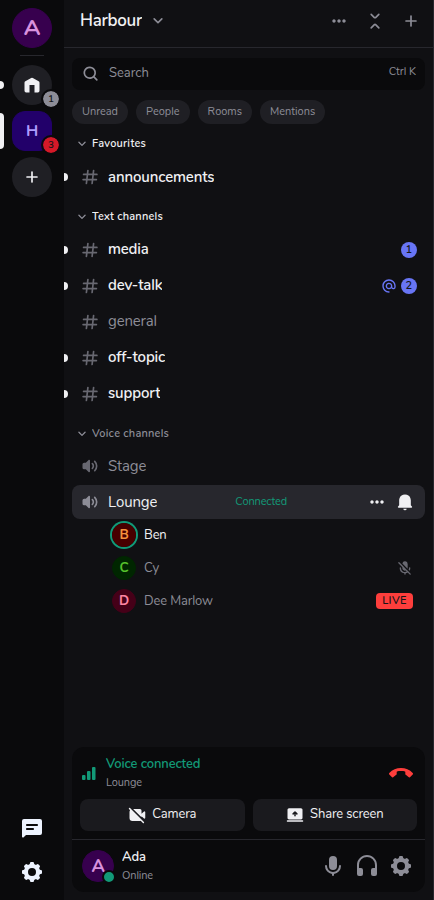 A
Harbour
Search
Ctrl K
1
Unread
People
Rooms
Mentions
H
3
Favourites
announcements
Text channels
media
1
dev-talk
@ 2
general
off-topic
support
Voice channels
Stage
Lounge
Connected
B
Ben
C
Cy
D
Dee Marlow
LIVE
Voice connected
Lounge
Camera
Share screen
A
Ada
Online